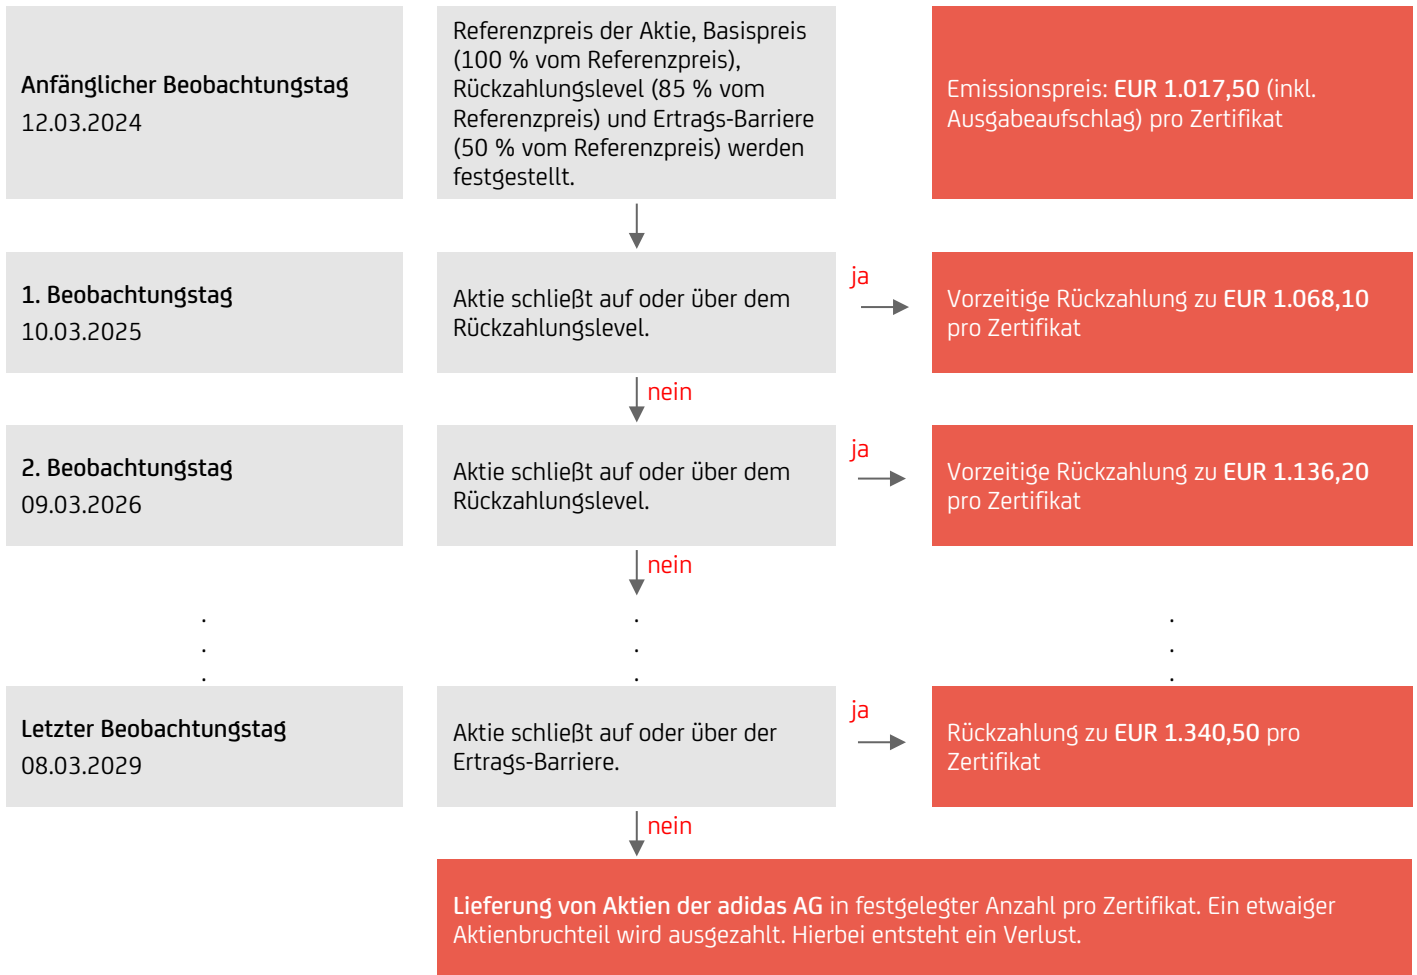 Anfänglicher Beobachtungstag
12.03.2024
Referenzpreis der Aktie, Basispreis
(100 % vom Referenzpreis),
Rückzahlungslevel (85 % vom
Referenzpreis) und Ertrags-Barriere
(50 % vom Referenzpreis) werden
festgestellt.
Emissionspreis: EUR 1.017,50 (inkl.
Ausgabeaufschlag) pro Zertifikat
1. Beobachtungstag
10.03.2025
Aktie schließt auf oder über dem
Rückzahlungslevel.
ja
Vorzeitige Rückzahlung zu EUR 1.068,10
pro Zertifikat
nein
2. Beobachtungstag
09.03.2026
Aktie schließt auf oder über dem
Rückzahlungslevel.
ja
Vorzeitige Rückzahlung zu EUR 1.136,20
pro Zertifikat
nein
. . .
. . .
. . .
Letzter Beobachtungstag
08.03.2029
Aktie schließt auf oder über der
Ertrags-Barriere.
ja
Rückzahlung zu EUR 1.340,50 pro
Zertifikat
nein
Lieferung von Aktien der adidas AG in festgelegter Anzahl pro Zertifikat. Ein etwaiger
Aktienbruchteil wird ausgezahlt. Hierbei entsteht ein Verlust.